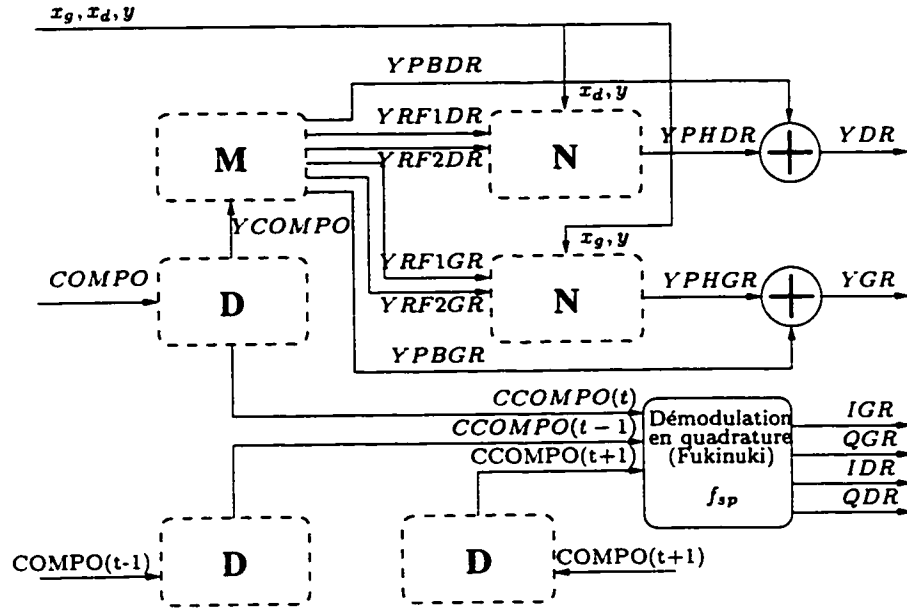 x_g, x_d, y
YPBDR
x_d, y
YRF1DR
M
N
YPHDR
YDR
YRF2DR
YCOMPO
x_g, y
COMPO
YRF1GR
D
N
YPHGR
YGR
YRF2GR
YPBGR
CCOMPO(t)
CCOMPO(t - 1)
CCOMPO(t+1)
Démodulation
en quadrature
(Fukinuki)
f_sp
IGR
QGR
IDR
QDR
COMPO(t-1)
D
D
COMPO(t+1)